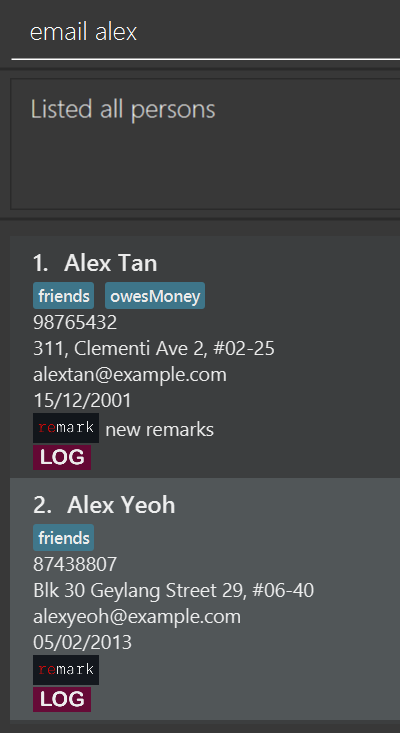 email alex
Listed all persons
1. Alex Tan
friends owesMoney
98765432
311, Clementi Ave 2, #02-25
alextan@example.com
15/12/2001
remark new remarks
LOG
2. Alex Yeoh
friends
87438807
Blk 30 Geylang Street 29, #06-40
alexyeoh@example.com
05/02/2013
remark
LOG